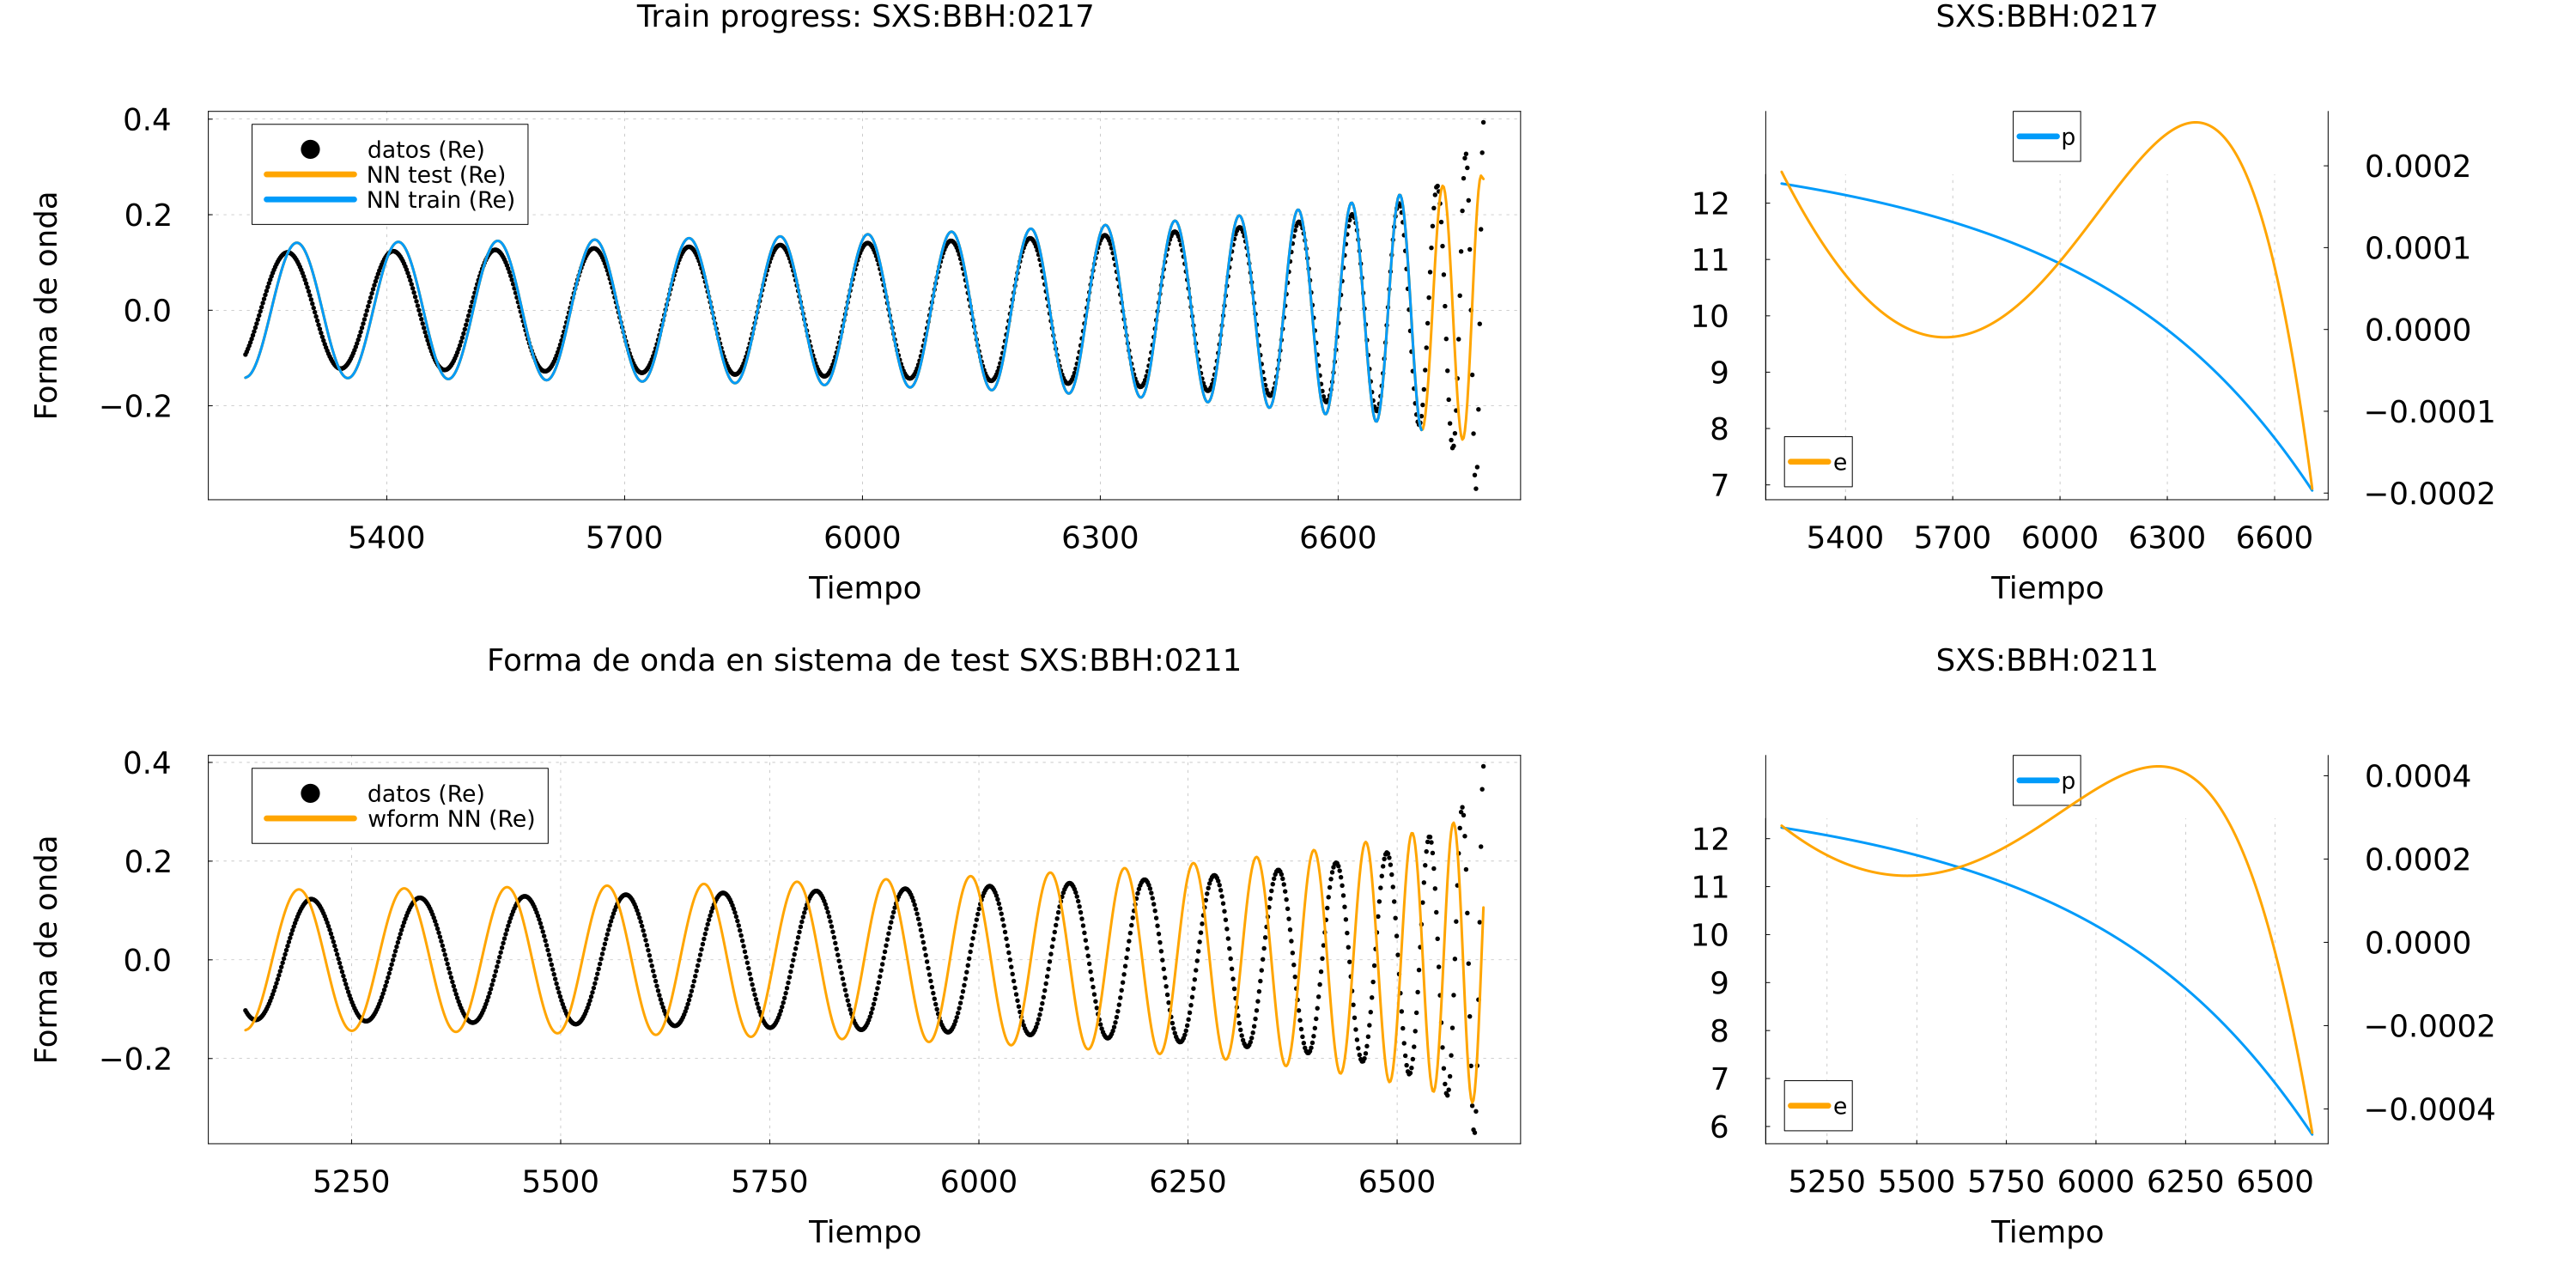 Train progress: SXS:BBH:0217
Forma de onda
0.4
0.2
0.0
−0.2
datos (Re)
NN test (Re)
NN train (Re)
5400 5700 6000 6300 6600
Tiempo
SXS:BBH:0217
12
11
10
9
8
7
p
e
0.0002
0.0001
0.0000
−0.0001
−0.0002
5400 5700 6000 6300 6600
Tiempo
Forma de onda en sistema de test SXS:BBH:0211
Forma de onda
0.4
0.2
0.0
−0.2
datos (Re)
wform NN (Re)
5250 5500 5750 6000 6250 6500
Tiempo
SXS:BBH:0211
12
11
10
9
8
7
6
p
e
0.0004
0.0002
0.0000
−0.0002
−0.0004
5250 5500 5750 6000 6250 6500
Tiempo